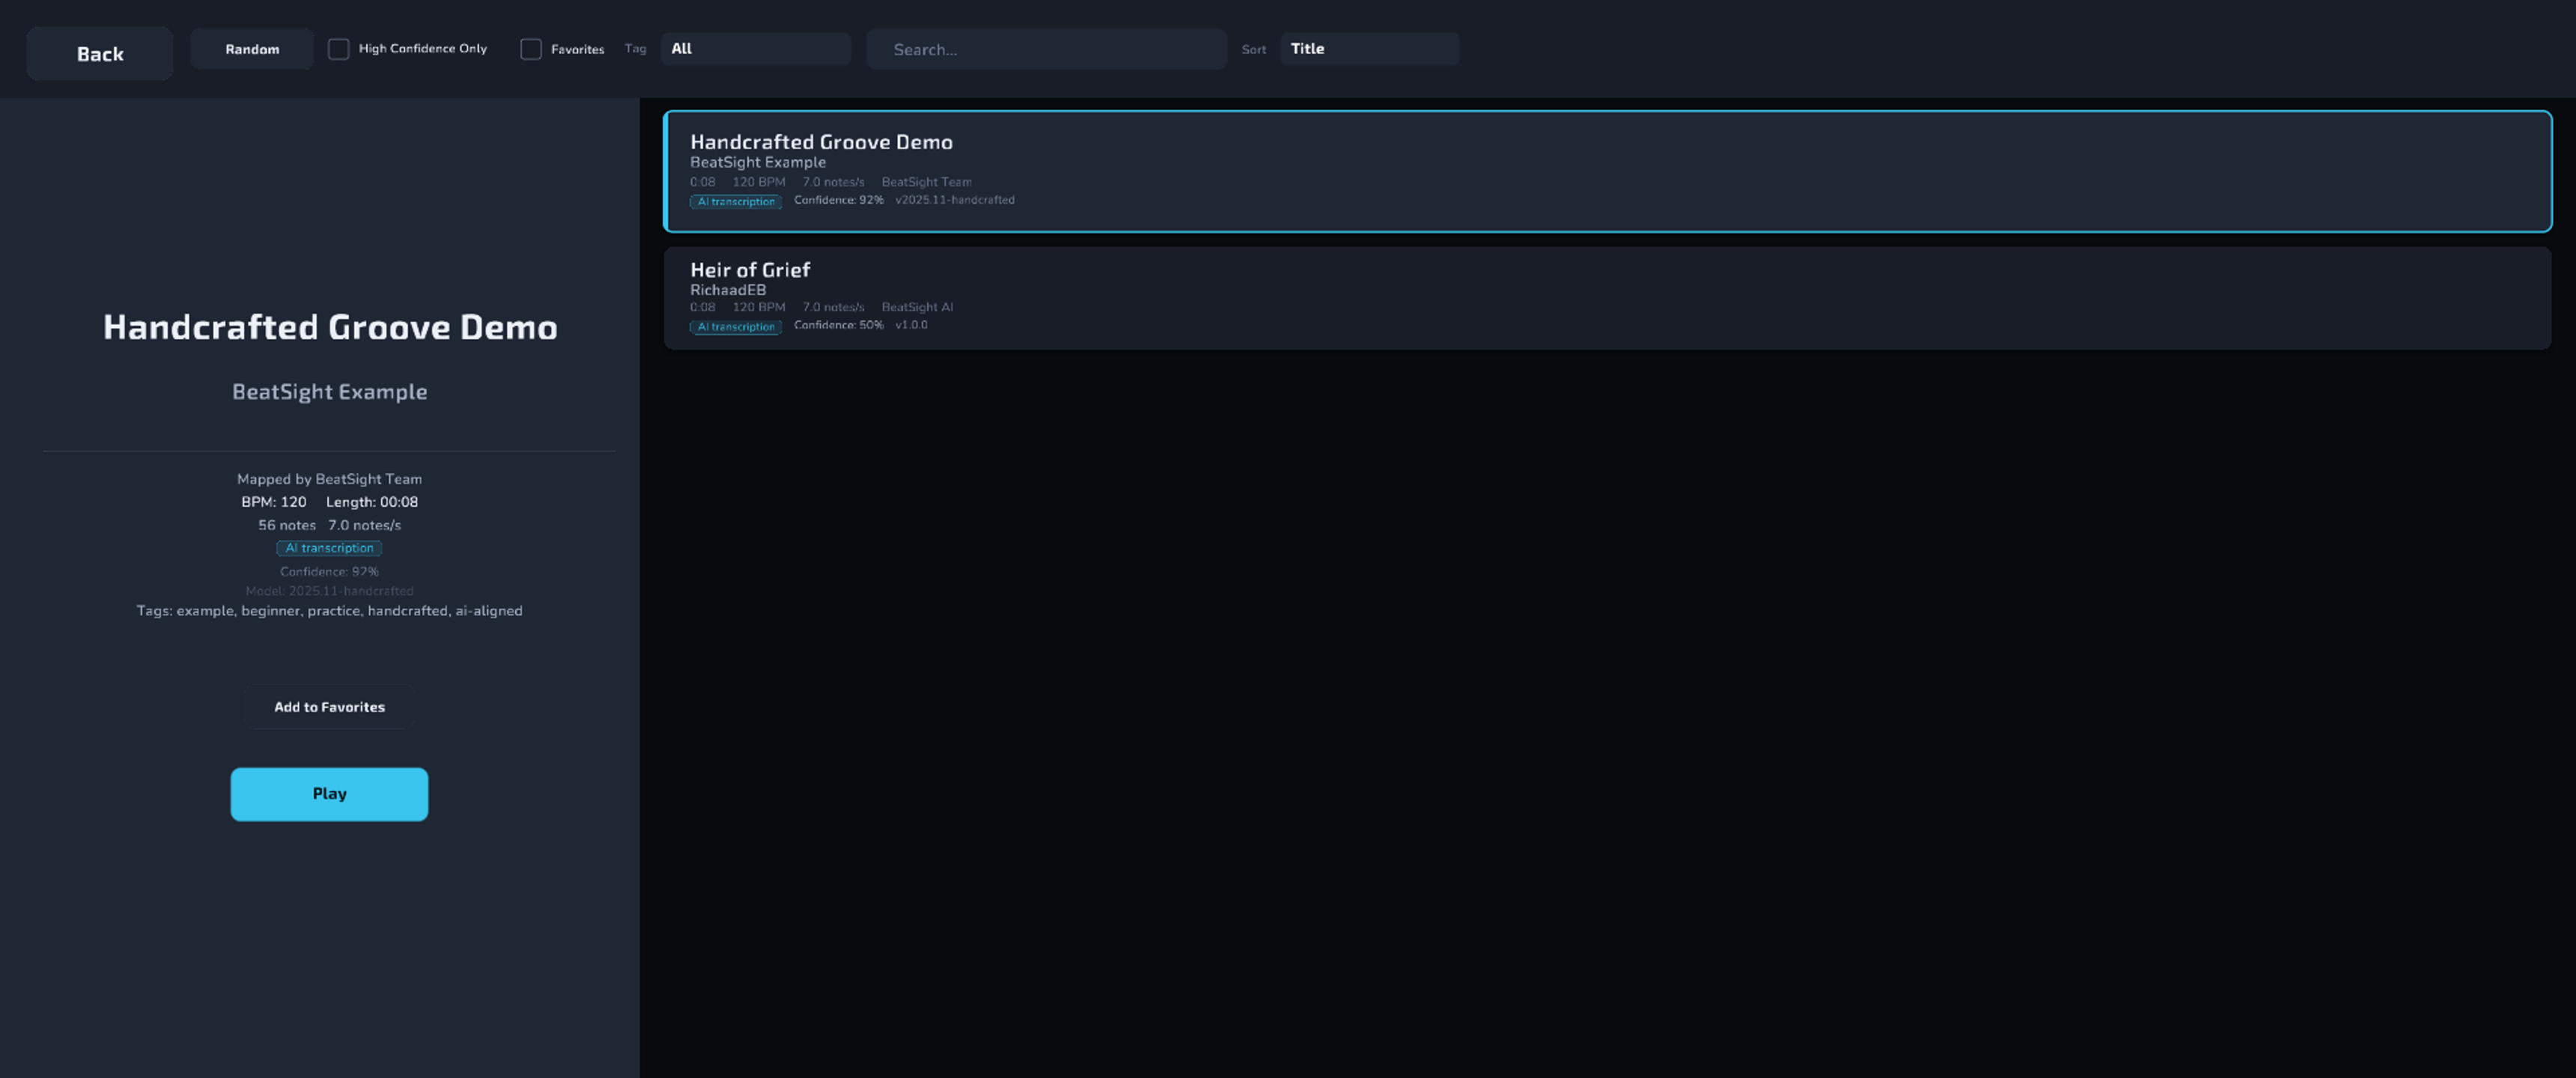 Back
Random
High Confidence Only
Favorites
Tag
All
Search...
Sort
Title
Handcrafted Groove Demo
BeatSight Example
Mapped by BeatSight Team
BPM: 120 Length: 00:08
56 notes 7.0 notes/s
AI transcription
Confidence: 92%
Model: 2025.11-handcrafted
Tags: example, beginner, practice, handcrafted, ai-aligned
Add to Favorites
Play
Handcrafted Groove Demo
BeatSight Example
0:08 120 BPM 7.0 notes/s BeatSight Team
AI transcription Confidence: 92% v2025.11-handcrafted
Heir of Grief
RichaadEB
0:08 120 BPM 7.0 notes/s BeatSight AI
AI transcription Confidence: 50% v1.0.0